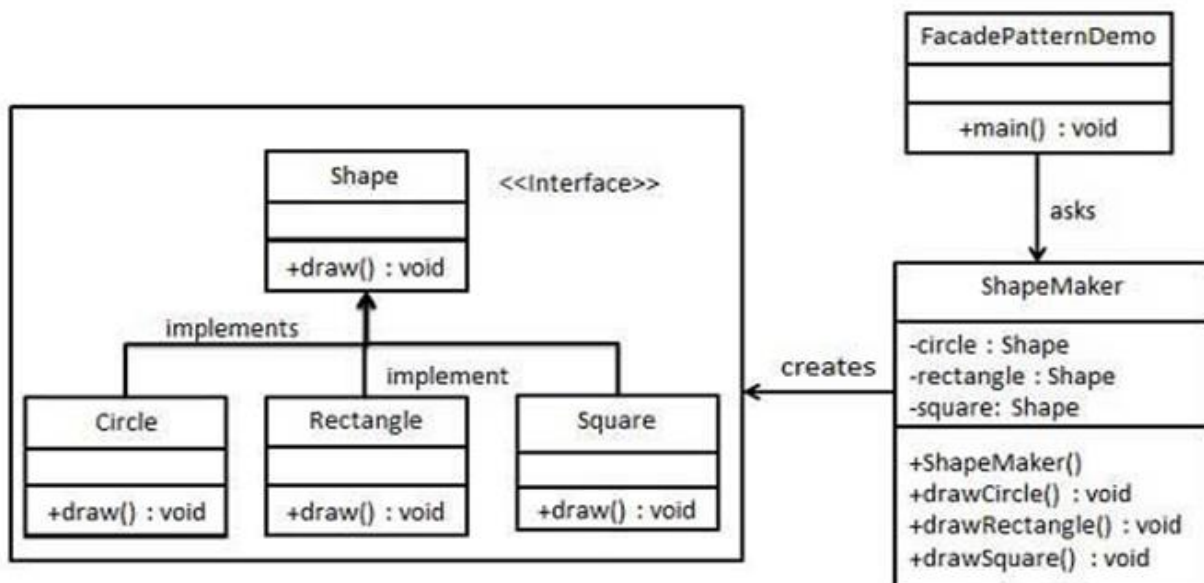 FacadePatternDemo
+main() : void
asks
Shape
<<Interface>>
+draw() : void
implements
implement
Circle
+draw() : void
Rectangle
+draw() : void
Square
+draw() : void
creates
ShapeMaker
-circle : Shape
-rectangle : Shape
-square: Shape
+ShapeMaker()
+drawCircle() : void
+drawRectangle() : void
+drawSquare() : void